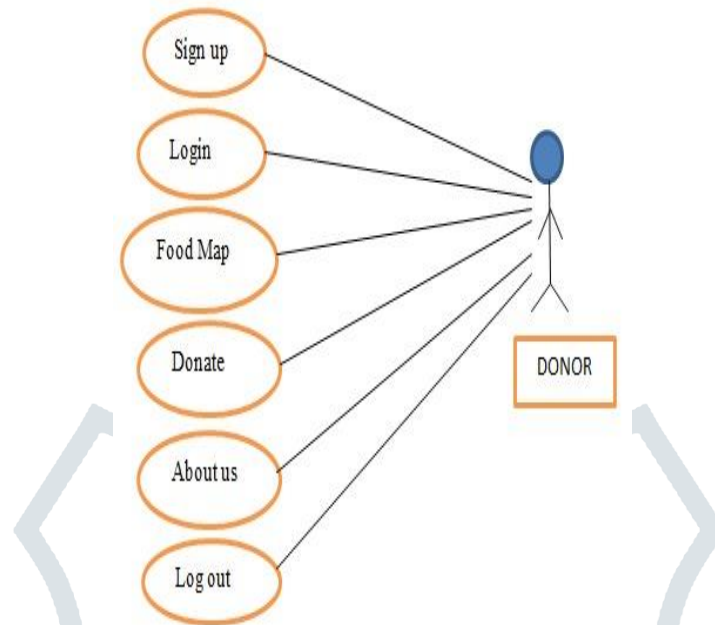 Sign up
Login
Food Map
Donate
DONOR
About us
Log out